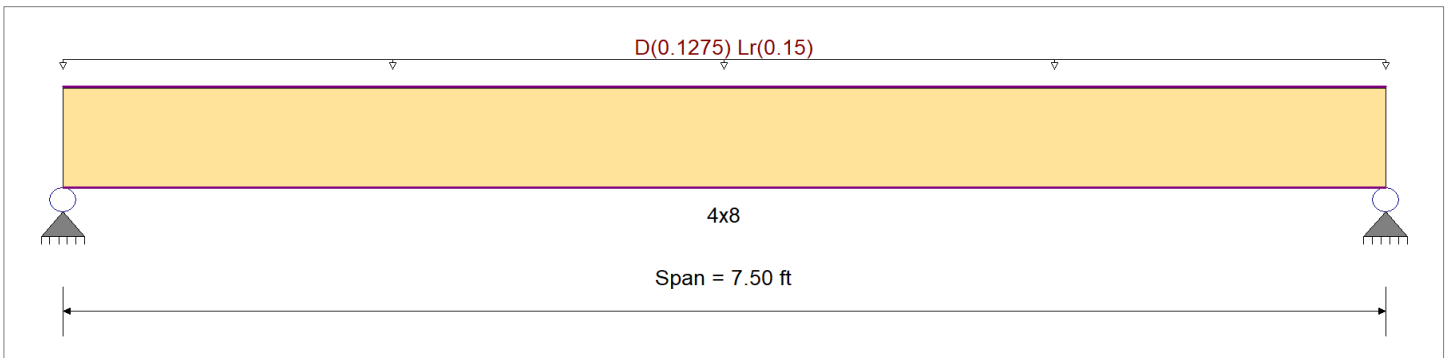 D(0.1275) Lr(0.15)
4x8
Span = 7.50 ft